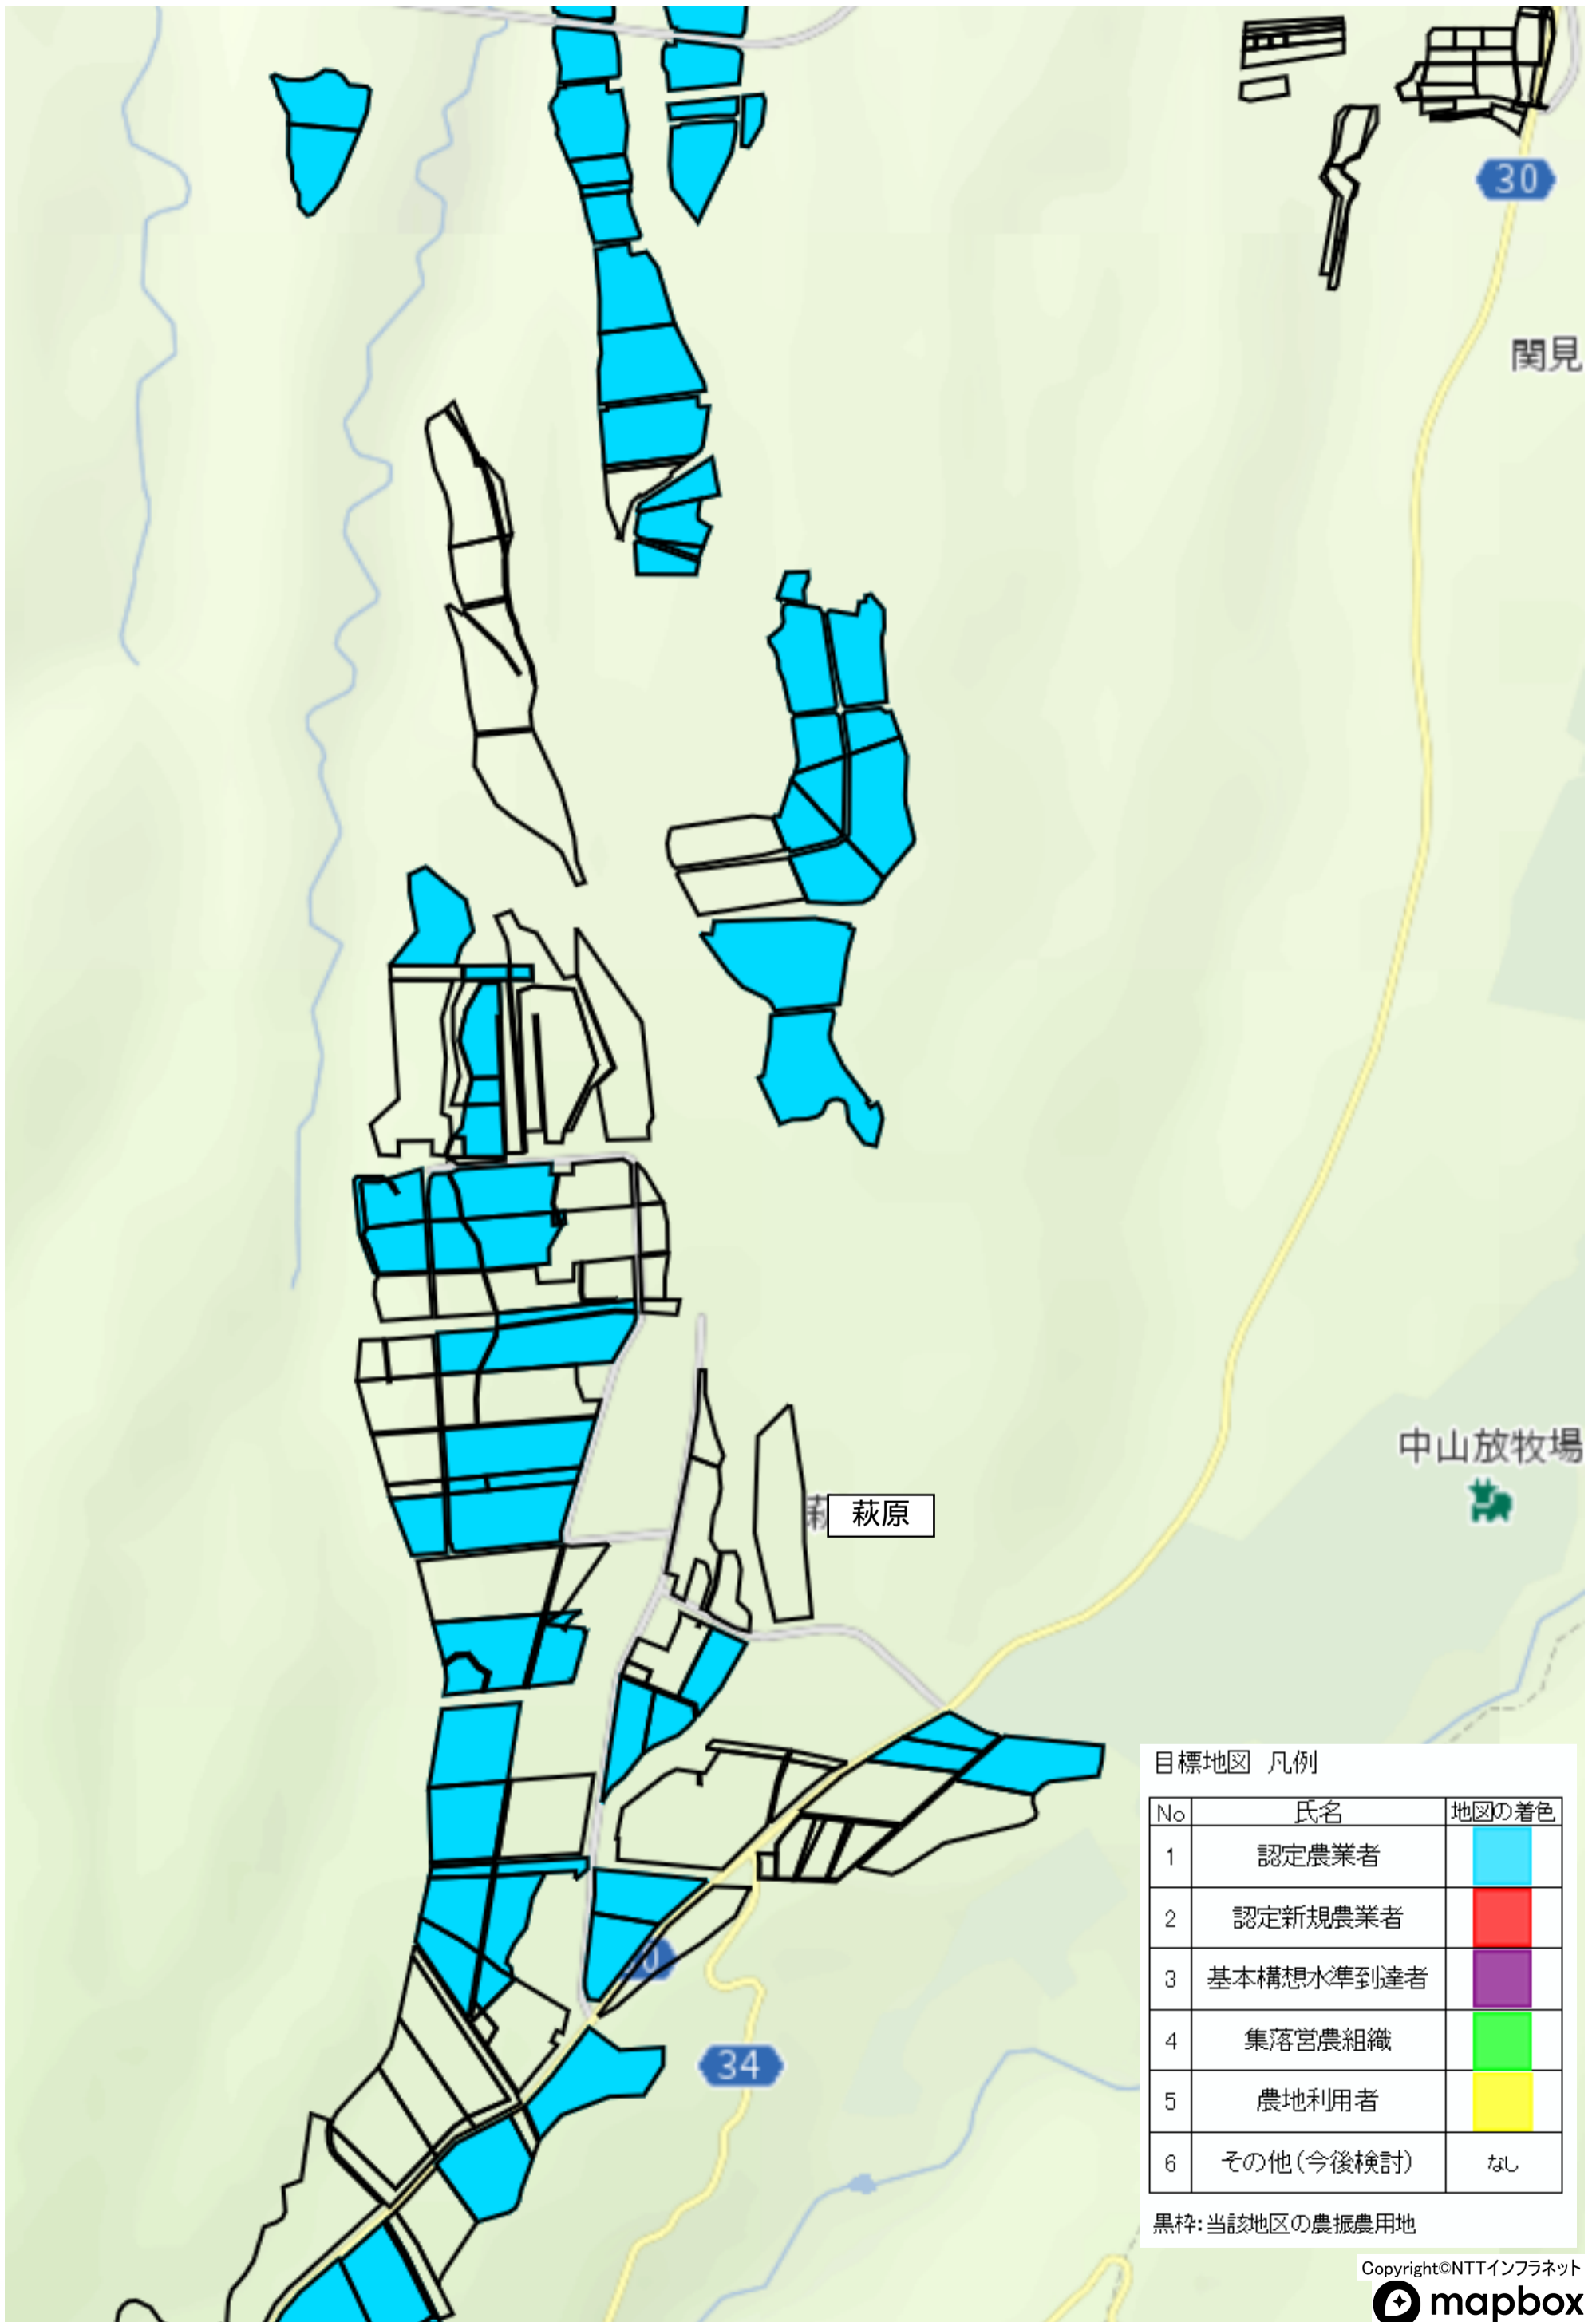 30
関見
中山放牧場
萩原
34
目標地図 凡例
No 氏名 地図の着色
1 認定農業者
2 認定新規農業者
3 基本構想水準到達者
4 集落営農組織
5 農地利用者
6 その他(今後検討) なし
黒枠:当該地区の農振農用地
Copyright©NTTインフラネット
mapbox